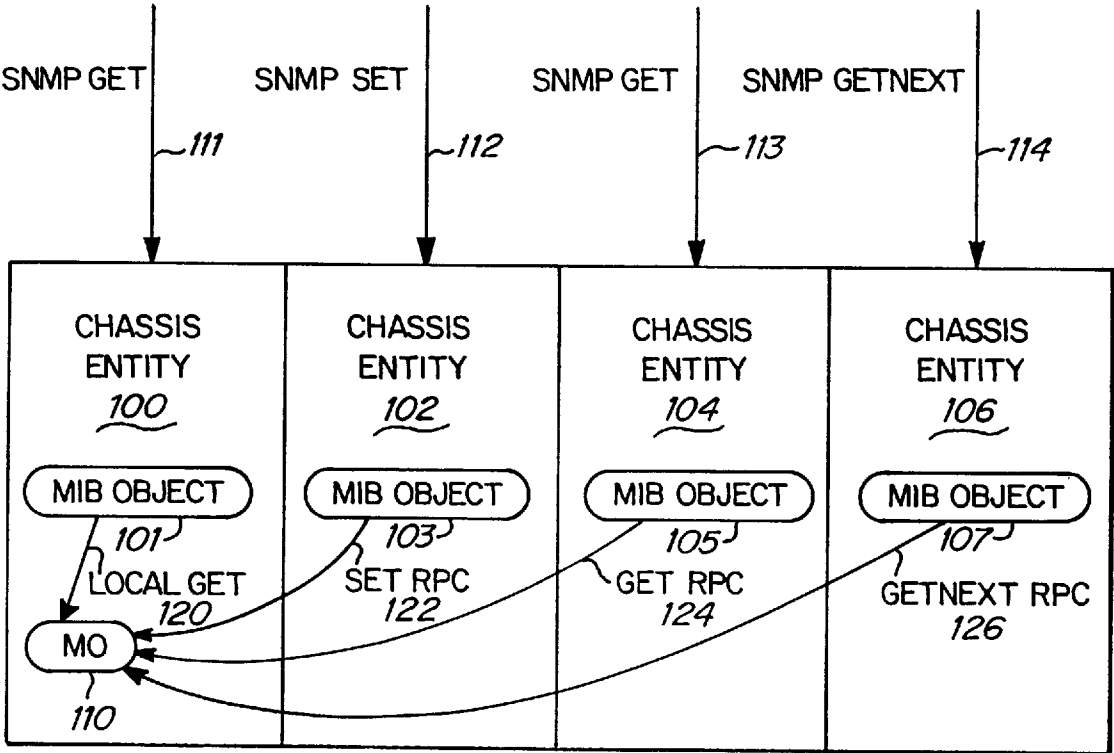 SNMP GET
SNMP SET
SNMP GET
SNMP GETNEXT
111
112
113
114
CHASSIS
ENTITY
100
CHASSIS
ENTITY
102
CHASSIS
ENTITY
104
CHASSIS
ENTITY
106
MIB OBJECT
101
MIB OBJECT
103
MIB OBJECT
105
MIB OBJECT
107
LOCAL GET
120
SET RPC
122
GET RPC
124
GETNEXT RPC
126
MO
110